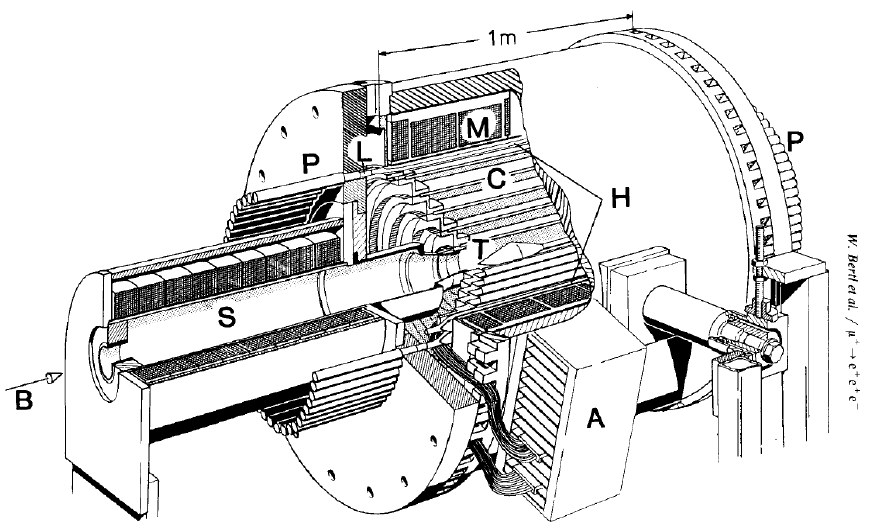 1m
M
P
L
P
C
H
T
S
B
A
W. Bertl et al. / μ⁺ → e⁺e⁺e⁻